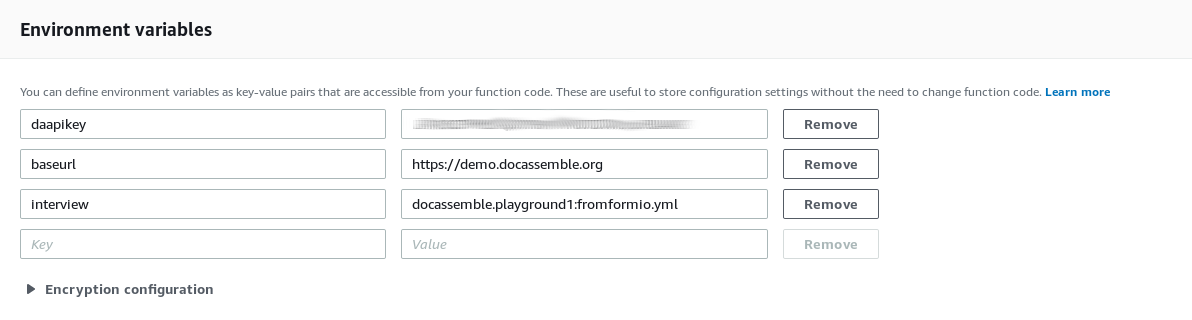 Environment variables
You can define environment variables as key-value pairs that are accessible from your function code. These are useful to store configuration settings without the need to change function code. Learn more
daapikey Remove
baseurl https://demo.docassemble.org Remove
interview docassemble.playground1:fromformio.yml Remove
Key Value Remove
Encryption configuration